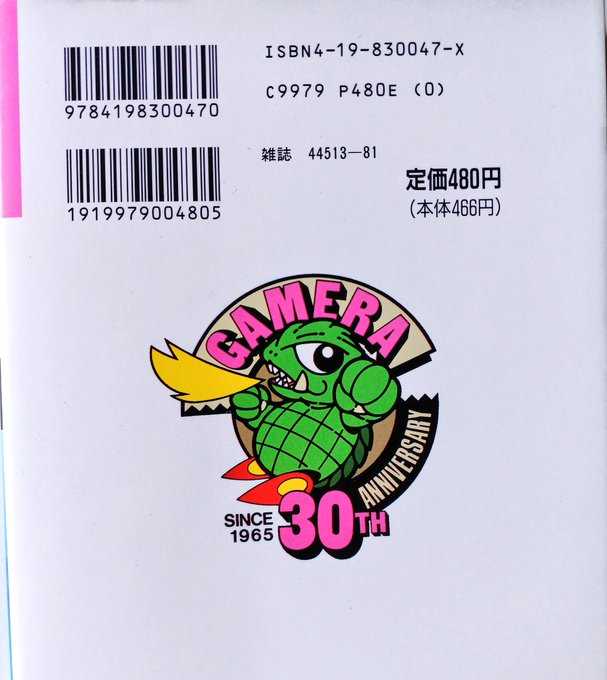 ISBN4-19-830047-X
9784198300470
C9979 P480E (0)
雑誌 44513-81
1919979004805
定価480円
(本体466円)
GAMERA
ANNIVERSARY
SINCE
1965
30TH